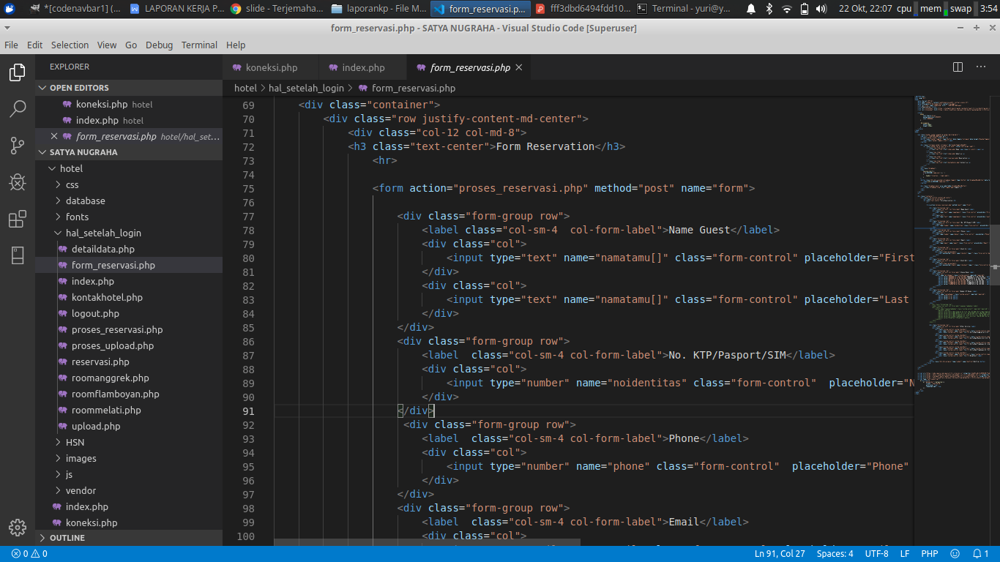 *[codenavbar1] (... LAPORAN KERJA P... slide - Terjemaha... laporankp - File M... form_reservasi.p... fff3dbd6494fdd10... Terminal - yuri@y... 22 Okt, 22:07 cpu mem swap 3:54
form_reservasi.php - SATYA NUGRAHA - Visual Studio Code [Superuser]
File Edit Selection View Go Debug Terminal Help
EXPLORER
OPEN EDITORS
koneksi.php hotel
index.php hotel
form_reservasi.php hotel/hal_set...
SATYA NUGRAHA
hotel
css
database
fonts
hal_setelah_login
detaildata.php
form_reservasi.php
index.php
kontakhotel.php
logout.php
proses_reservasi.php
proses_upload.php
reservasi.php
roomanggrek.php
roomflamboyan.php
roommelati.php
upload.php
HSN
images
js
vendor
index.php
koneksi.php
OUTLINE
koneksi.php index.php form_reservasi.php
hotel > hal_setelah_login > form_reservasi.php
69 <div class="container">
70 <div class="row justify-content-md-center">
71 <div class="col-12 col-md-8">
72 <h3 class="text-center">Form Reservation</h3>
73 <hr>
74
75 <form action="proses_reservasi.php" method="post" name="form">
76
77 <div class="form-group row">
78 <label class="col-sm-4  col-form-label">Name Guest</label>
79 <div class="col">
80 <input type="text" name="namatamu[]" class="form-control" placeholder="First
81 </div>
82 <div class="col">
83 <input type="text" name="namatamu[]" class="form-control" placeholder="Last
84 </div>
85 </div>
86 <div class="form-group row">
87 <label  class="col-sm-4 col-form-label">No. KTP/Pasport/SIM</label>
88 <div class="col">
89 <input type="number" name="noidentitas" class="form-control"  placeholder="N
90 </div>
91 </div>
92 <div class="form-group row">
93 <label  class="col-sm-4 col-form-label">Phone</label>
94 <div class="col">
95 <input type="number" name="phone" class="form-control"  placeholder="Phone"
96 </div>
97 </div>
98 <div class="form-group row">
99 <label  class="col-sm-4 col-form-label">Email</label>
100 <div class="col">
0 0 Ln 91, Col 27 Spaces: 4 UTF-8 LF PHP 1